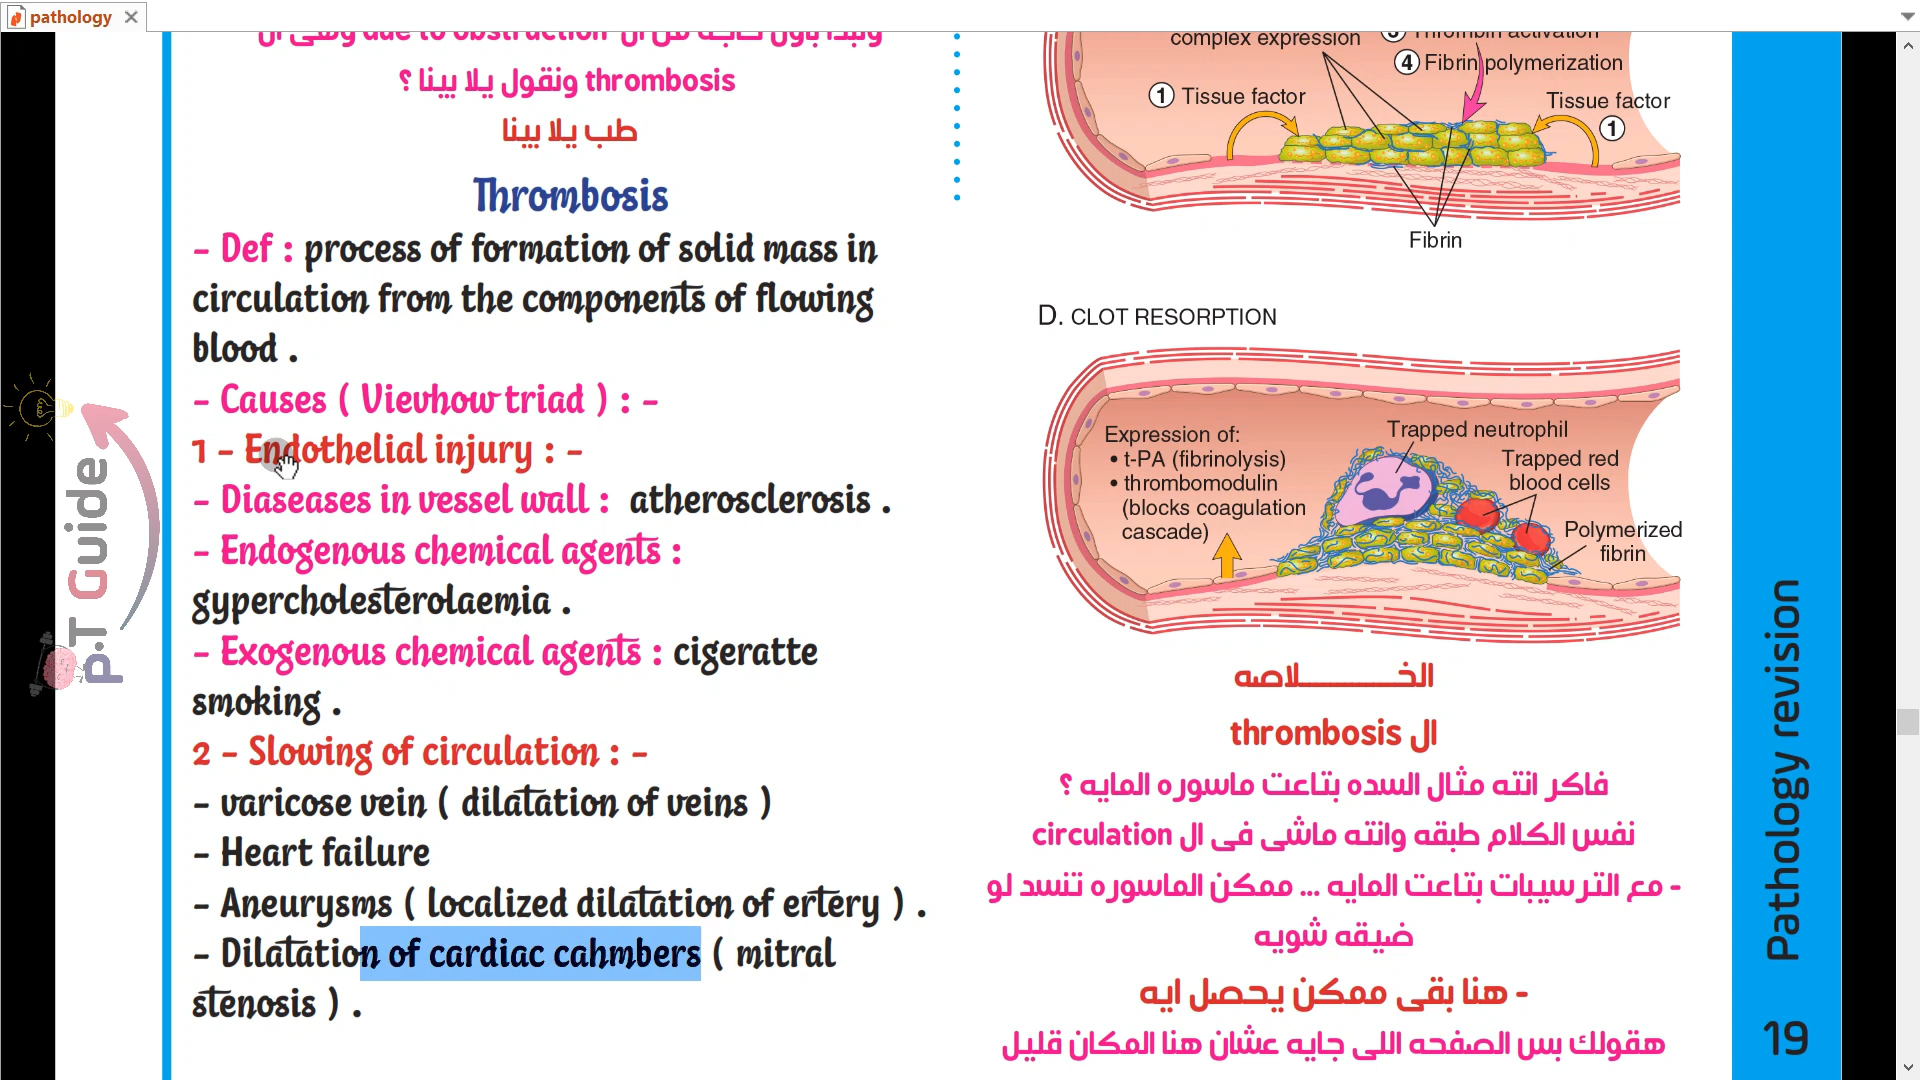 pathology
thrombosis ونقول يلا بينا ؟
طب يلا بينا
Thrombosis
- Def : process of formation of solid mass in
circulation from the components of flowing
blood .
- Causes ( Vievhow triad ) : -
1 - Endothelial injury : -
- Diaseases in vessel wall : atherosclerosis .
- Endogenous chemical agents :
gypercholesterolaemia .
- Exogenous chemical agents : cigeratte
smoking .
2 - Slowing of circulation : -
- varicose vein ( dilatation of veins )
- Heart failure
- Aneurysms ( localized dilatation of ertery ) .
- Dilatation of cardiac cahmbers ( mitral
stenosis ) .
complex expression
3 Thrombin activation
4 Fibrin polymerization
1 Tissue factor
Tissue factor
1
Fibrin
D. CLOT RESORPTION
Expression of:
• t-PA (fibrinolysis)
• thrombomodulin
(blocks coagulation
cascade)
Trapped neutrophil
Trapped red
blood cells
Polymerized
fibrin
الخـــــــــلاصه
ال thrombosis
فاكر انته مثال السده بتاعت ماسوره المايه ؟
نفس الكلام طبقه وانته ماشى فى ال circulation
- مع الترسيبات بتاعت المايه ... ممكن الماسوره تنسد لو
ضيقه شويه
- هنا بقى ممكن يحصل ايه
هقولك بس الصفحه اللى جايه عشان هنا المكان قليل
P.T Guide
Pathology revision
19